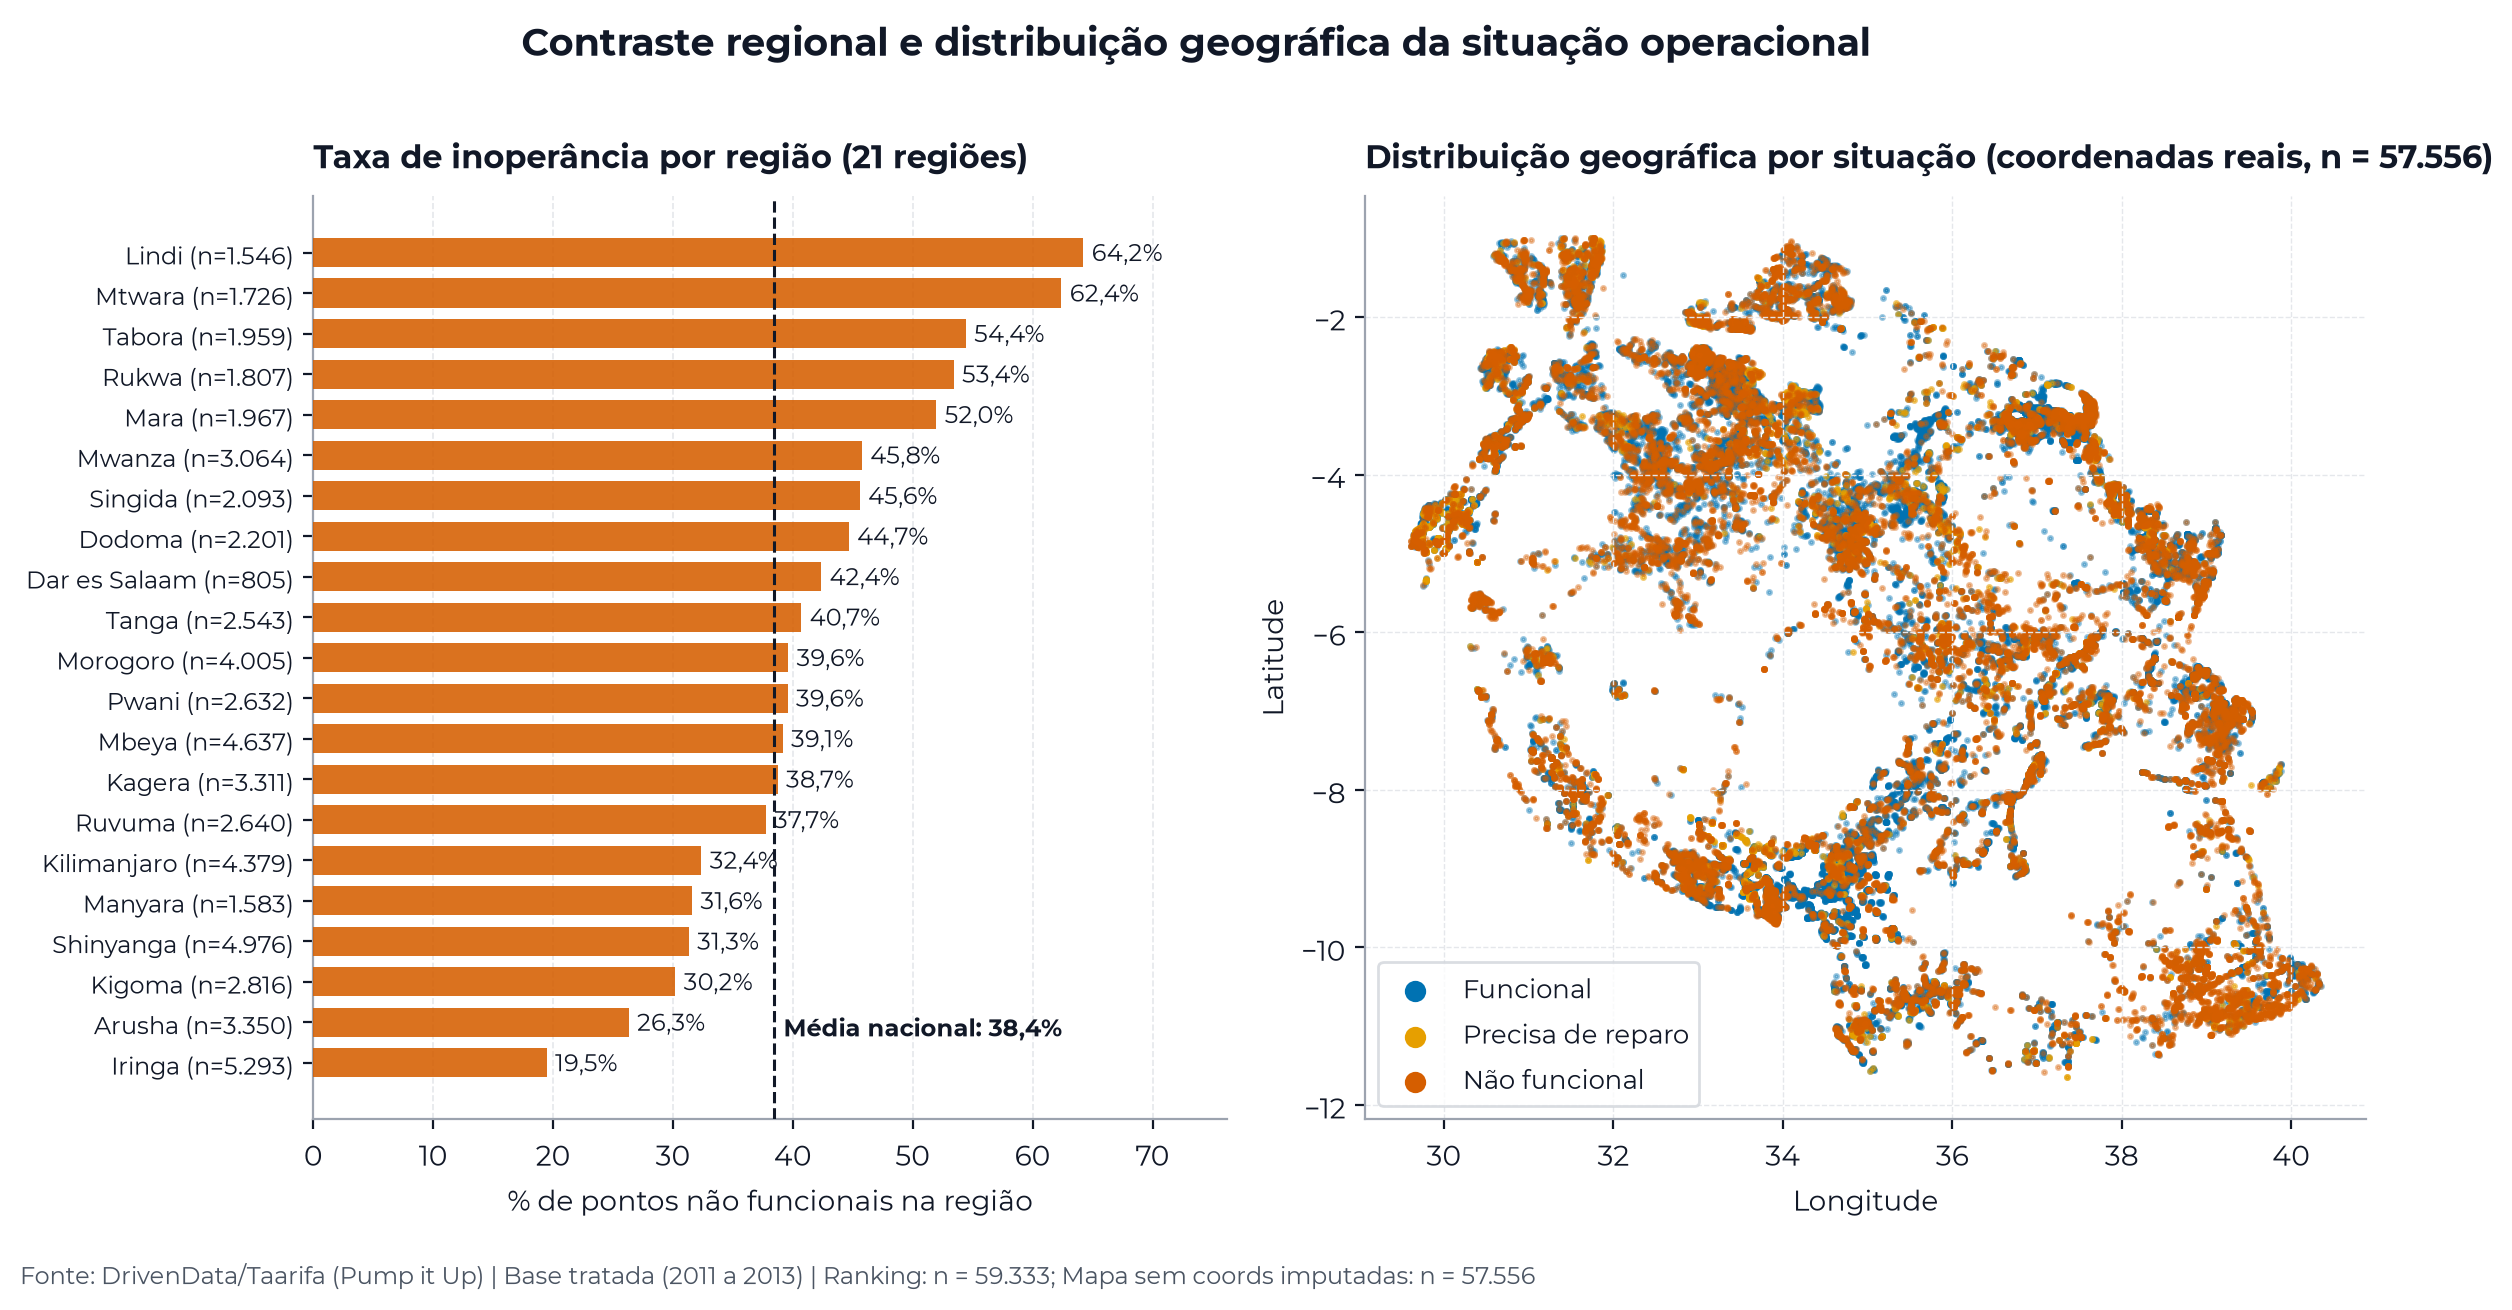 Contraste regional e distribuição geográfica da situação operacional
Taxa de inoperância por região (21 regiões)
Lindi (n=1.546) 64,2%
Mtwara (n=1.726) 62,4%
Tabora (n=1.959) 54,4%
Rukwa (n=1.807) 53,4%
Mara (n=1.967) 52,0%
Mwanza (n=3.064) 45,8%
Singida (n=2.093) 45,6%
Dodoma (n=2.201) 44,7%
Dar es Salaam (n=805) 42,4%
Tanga (n=2.543) 40,7%
Morogoro (n=4.005) 39,6%
Pwani (n=2.632) 39,6%
Mbeya (n=4.637) 39,1%
Kagera (n=3.311) 38,7%
Ruvuma (n=2.640) 37,7%
Kilimanjaro (n=4.379) 32,4%
Manyara (n=1.583) 31,6%
Shinyanga (n=4.976) 31,3%
Kigoma (n=2.816) 30,2%
Arusha (n=3.350) 26,3%
Média nacional: 38,4%
Iringa (n=5.293) 19,5%
0 10 20 30 40 50 60 70
% de pontos não funcionais na região
Distribuição geográfica por situação (coordenadas reais, n = 57.556)
Latitude
−2
−4
−6
−8
−10
−12
Funcional
Precisa de reparo
Não funcional
30 32 34 36 38 40
Longitude
Fonte: DrivenData/Taarifa (Pump it Up) | Base tratada (2011 a 2013) | Ranking: n = 59.333; Mapa sem coords imputadas: n = 57.556